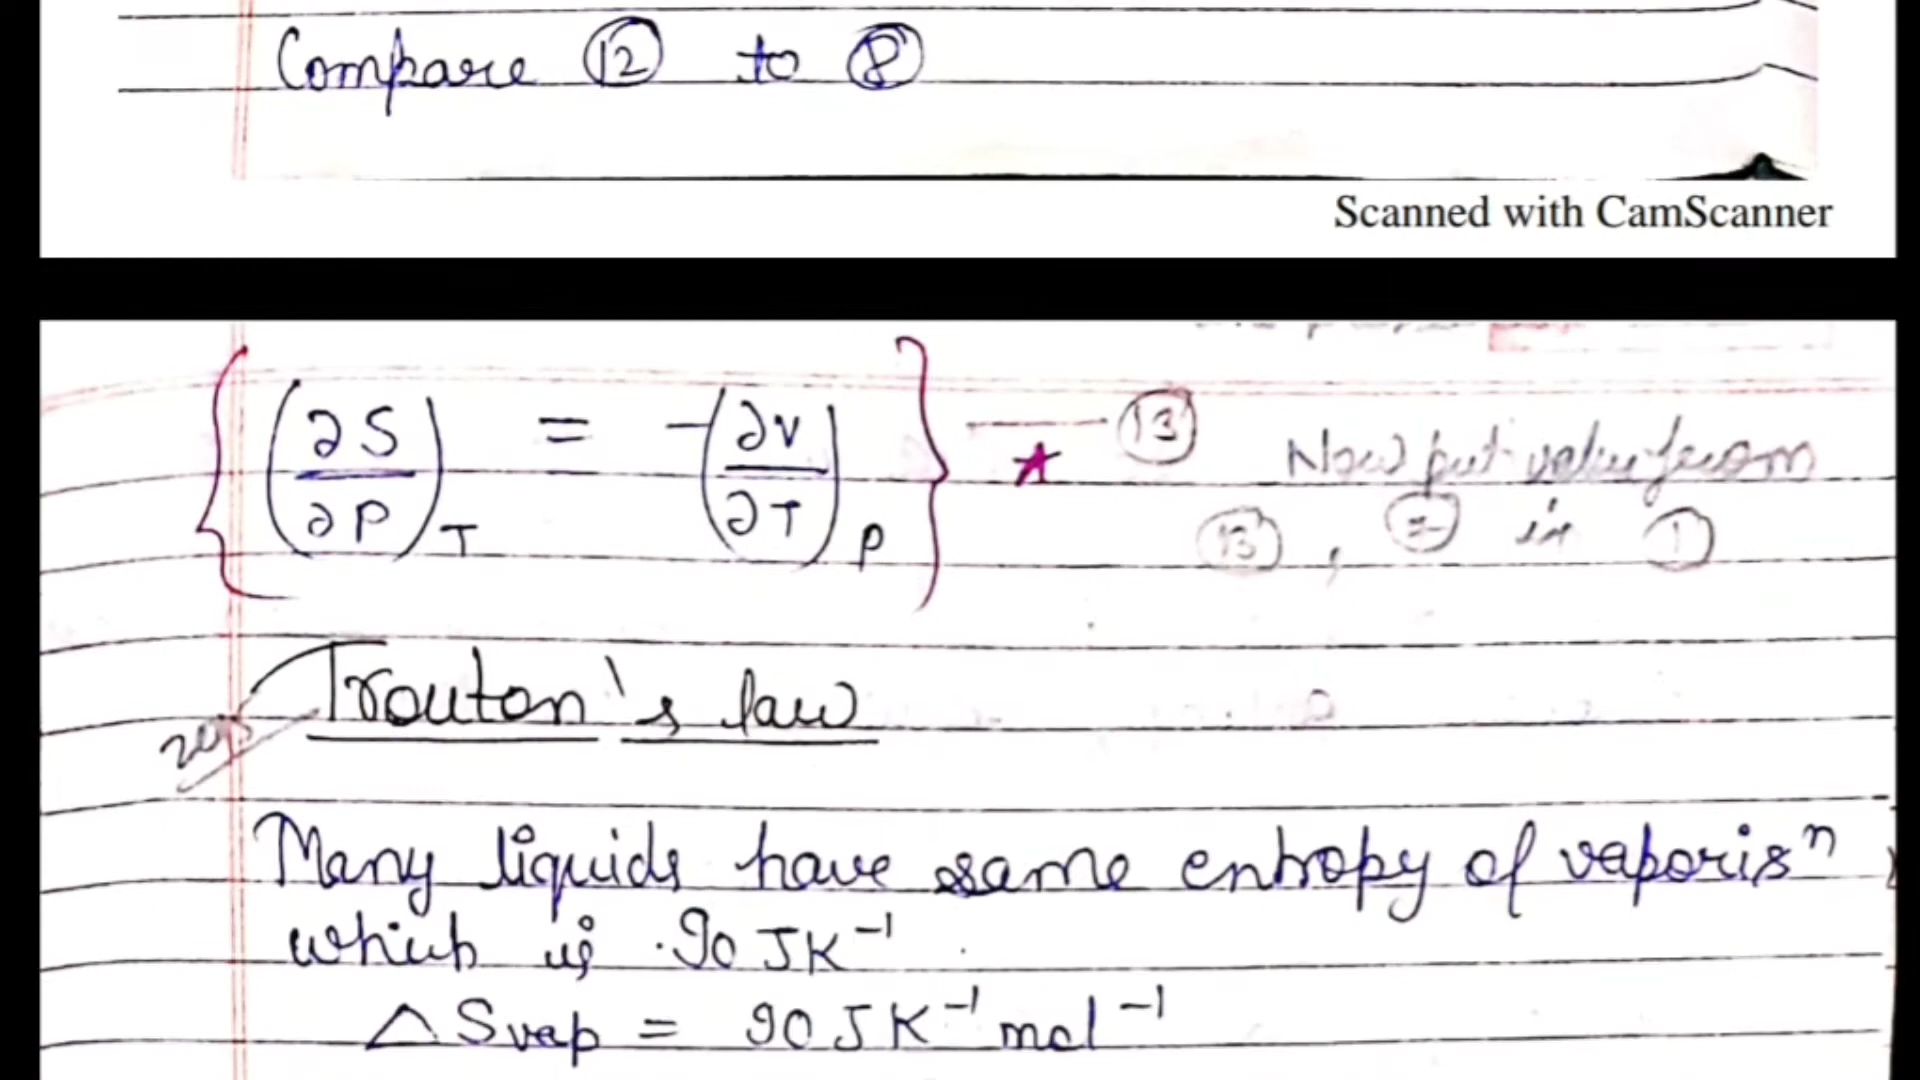 Compare ⑫ to ⑧
Scanned with CamScanner
{(∂S/∂P)_T = -(∂V/∂T)_P} ★ — ⑬
Now put value from
⑬, ⑦ in ①
Trouton's law
Many liquids have same entropy of vaporisⁿ
which is 90 JK⁻¹
△Svap = 90 JK⁻¹ mol⁻¹